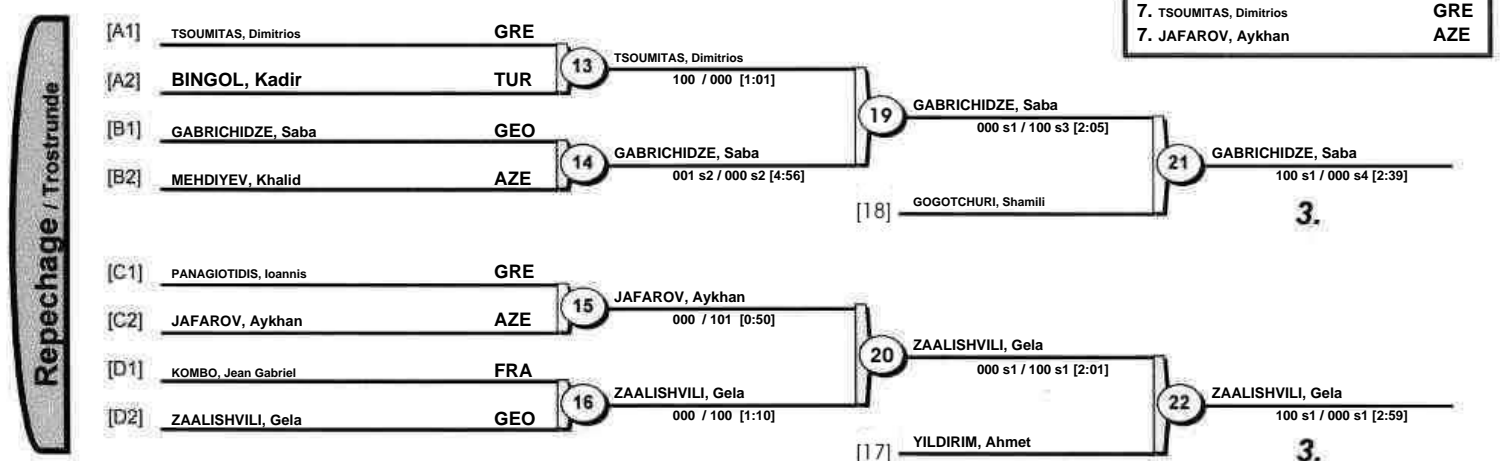 7. TSOUMITAS, Dimitrios GRE
7. JAFAROV, Aykhan AZE
Repechage / Trostrunde
[A1] TSOUMITAS, Dimitrios GRE
[A2] BINGOL, Kadir TUR
13
TSOUMITAS, Dimitrios
100 / 000 [1:01]
[B1] GABRICHIDZE, Saba GEO
[B2] MEHDIYEV, Khalid AZE
14
GABRICHIDZE, Saba
001 s2 / 000 s2 [4:56]
19
GABRICHIDZE, Saba
000 s1 / 100 s3 [2:05]
[18] GOGOTCHURI, Shamili
21
GABRICHIDZE, Saba
100 s1 / 000 s4 [2:39]
3.
[C1] PANAGIOTIDIS, Ioannis GRE
[C2] JAFAROV, Aykhan AZE
15
JAFAROV, Aykhan
000 / 101 [0:50]
[D1] KOMBO, Jean Gabriel FRA
[D2] ZAALISHVILI, Gela GEO
16
ZAALISHVILI, Gela
000 / 100 [1:10]
20
ZAALISHVILI, Gela
000 s1 / 100 s1 [2:01]
[17] YILDIRIM, Ahmet
22
ZAALISHVILI, Gela
100 s1 / 000 s1 [2:59]
3.